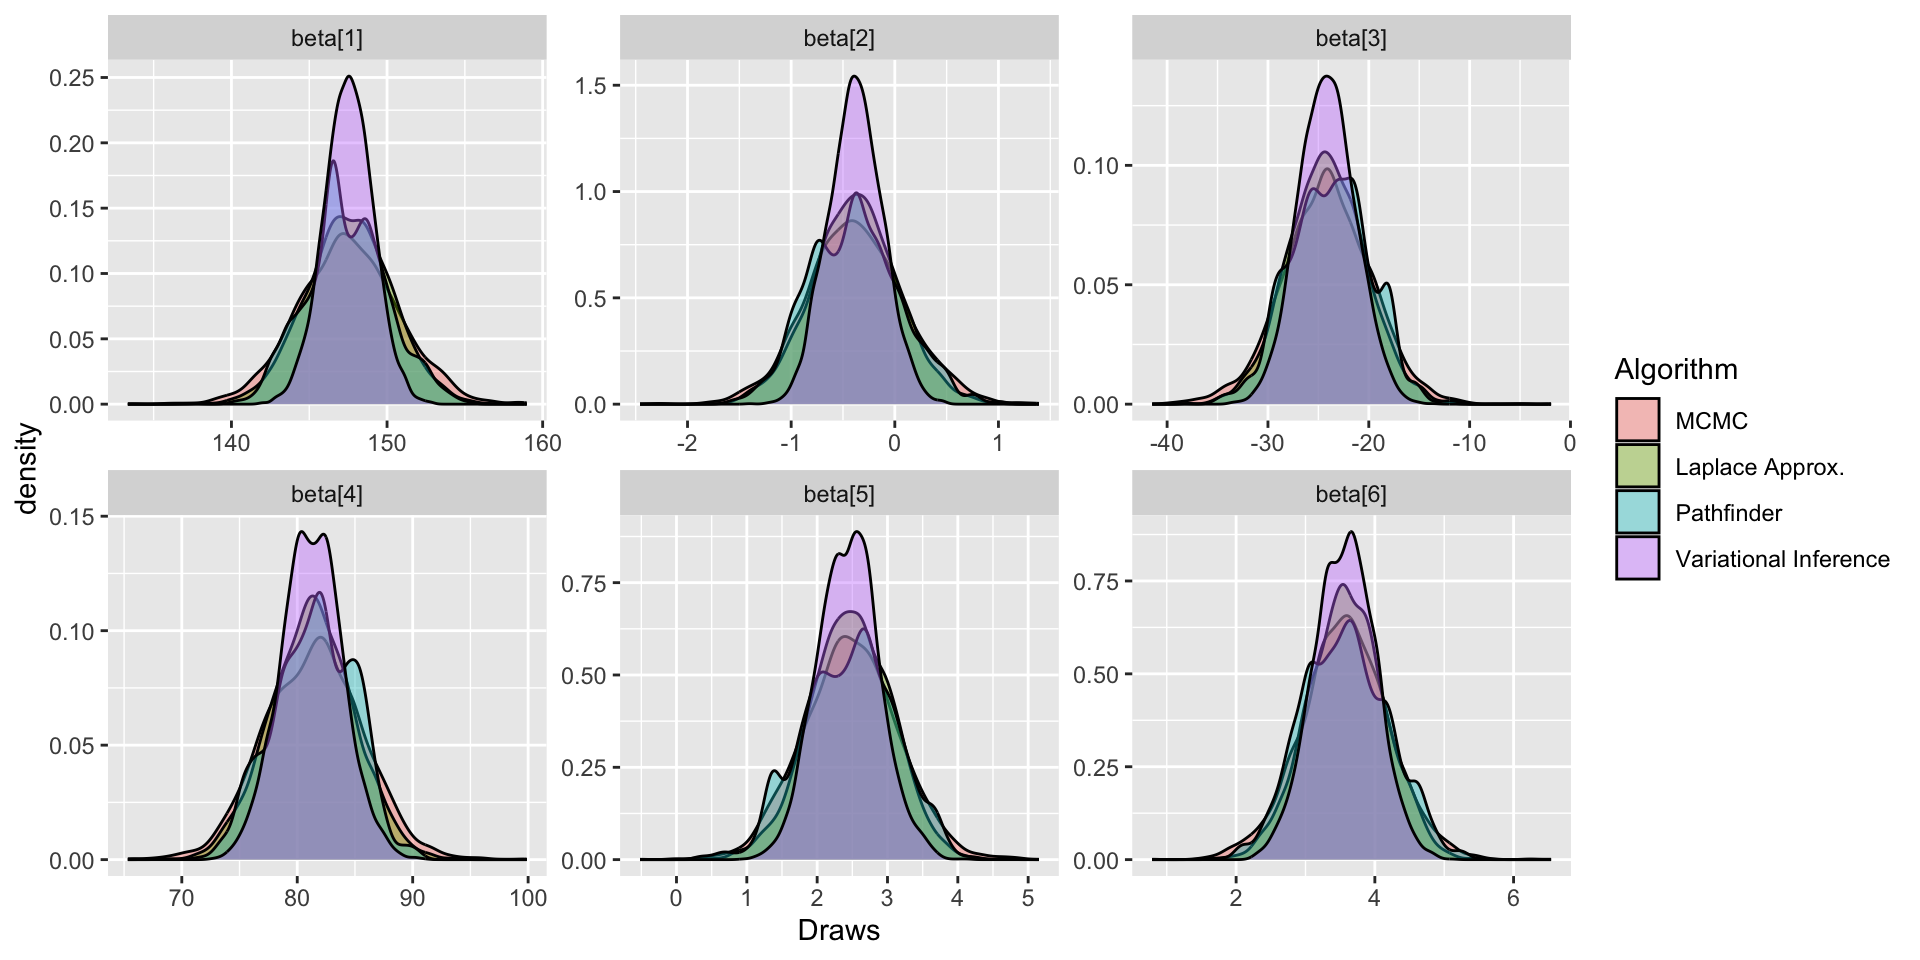 beta[1]
beta[2]
beta[3]
0.25
0.20
0.15
0.10
0.05
0.00
140 150 160
1.5
1.0
0.5
0.0
-2 -1 0 1
0.10
0.05
0.00
-40 -30 -20 -10 0
density
beta[4]
beta[5]
beta[6]
0.15
0.10
0.05
0.00
70 80 90 100
0.75
0.50
0.25
0.00
0 1 2 3 4 5
0.75
0.50
0.25
0.00
2 4 6
Draws
Algorithm
MCMC
Laplace Approx.
Pathfinder
Variational Inference